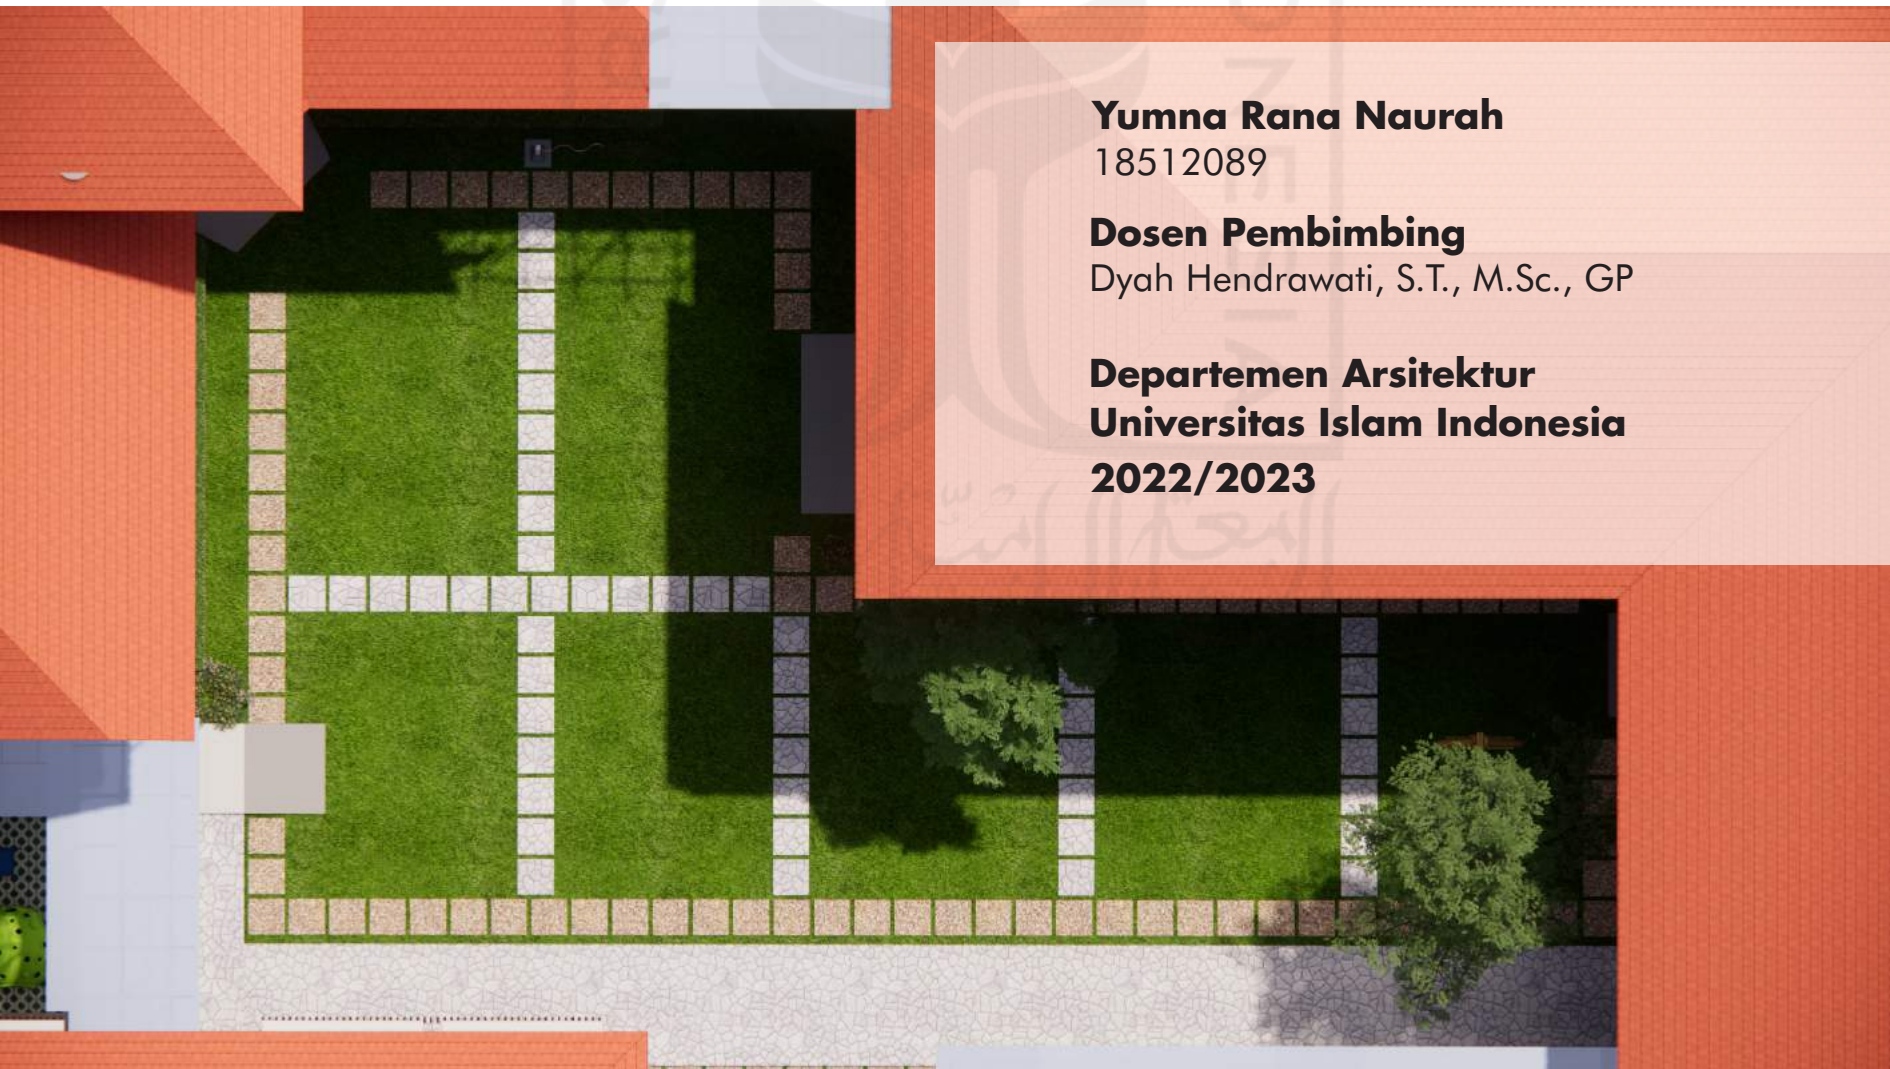 Yumna Rana Naurah
18512089
Dosen Pembimbing
Dyah Hendrawati, S.T., M.Sc., GP
Departemen Arsitektur
Universitas Islam Indonesia
2022/2023